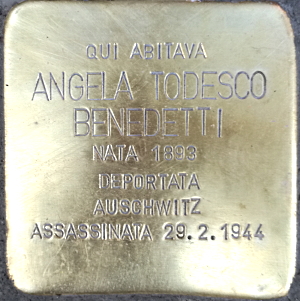 QUI ABITAVA
ANGELA TODESCO
BENEDETTI
NATA 1893
DEPORTATA
AUSCHWITZ
ASSASSINATA 29.2.1944